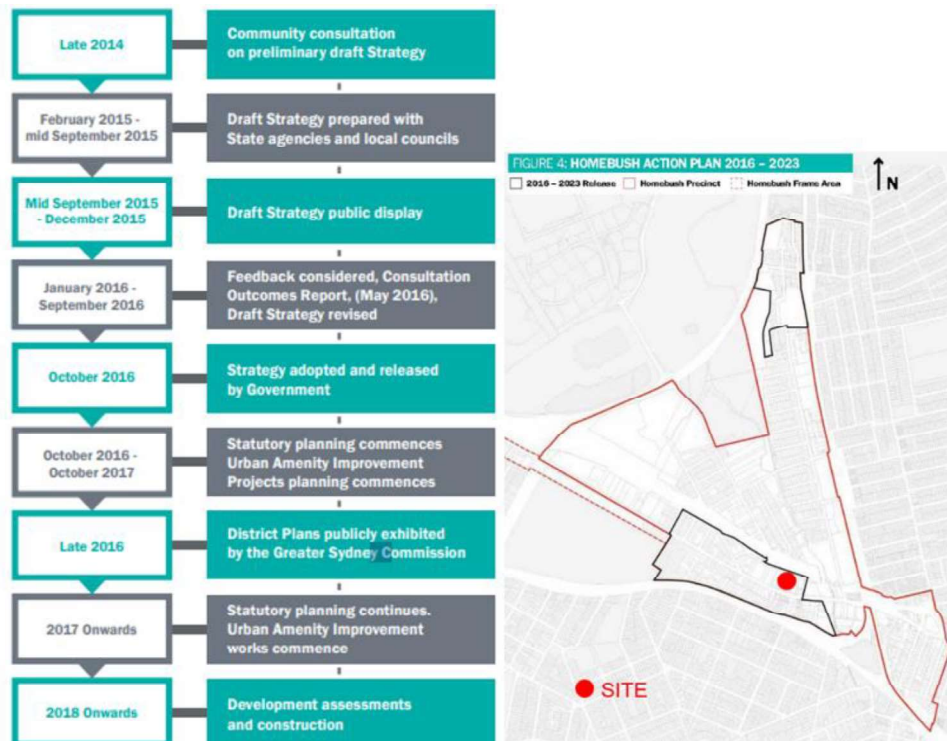 Late 2014
Community consultation
on preliminary draft Strategy
February 2015 -
mid September 2015
Draft Strategy prepared with
State agencies and local councils
Mid September 2015
- December 2015
Draft Strategy public display
January 2016 -
September 2016
Feedback considered, Consultation
Outcomes Report, (May 2016),
Draft Strategy revised
October 2016
Strategy adopted and released
by Government
October 2016 -
October 2017
Statutory planning commences
Urban Amenity Improvement
Projects planning commences
Late 2016
District Plans publicly exhibited
by the Greater Sydney Commission
2017 Onwards
Statutory planning continues.
Urban Amenity Improvement
works commence
2018 Onwards
Development assessments
and construction
FIGURE 4: HOMEBUSH ACTION PLAN 2016 – 2023
2016 – 2023 Release Homebush Precinct Homebush Frame Area
N
SITE